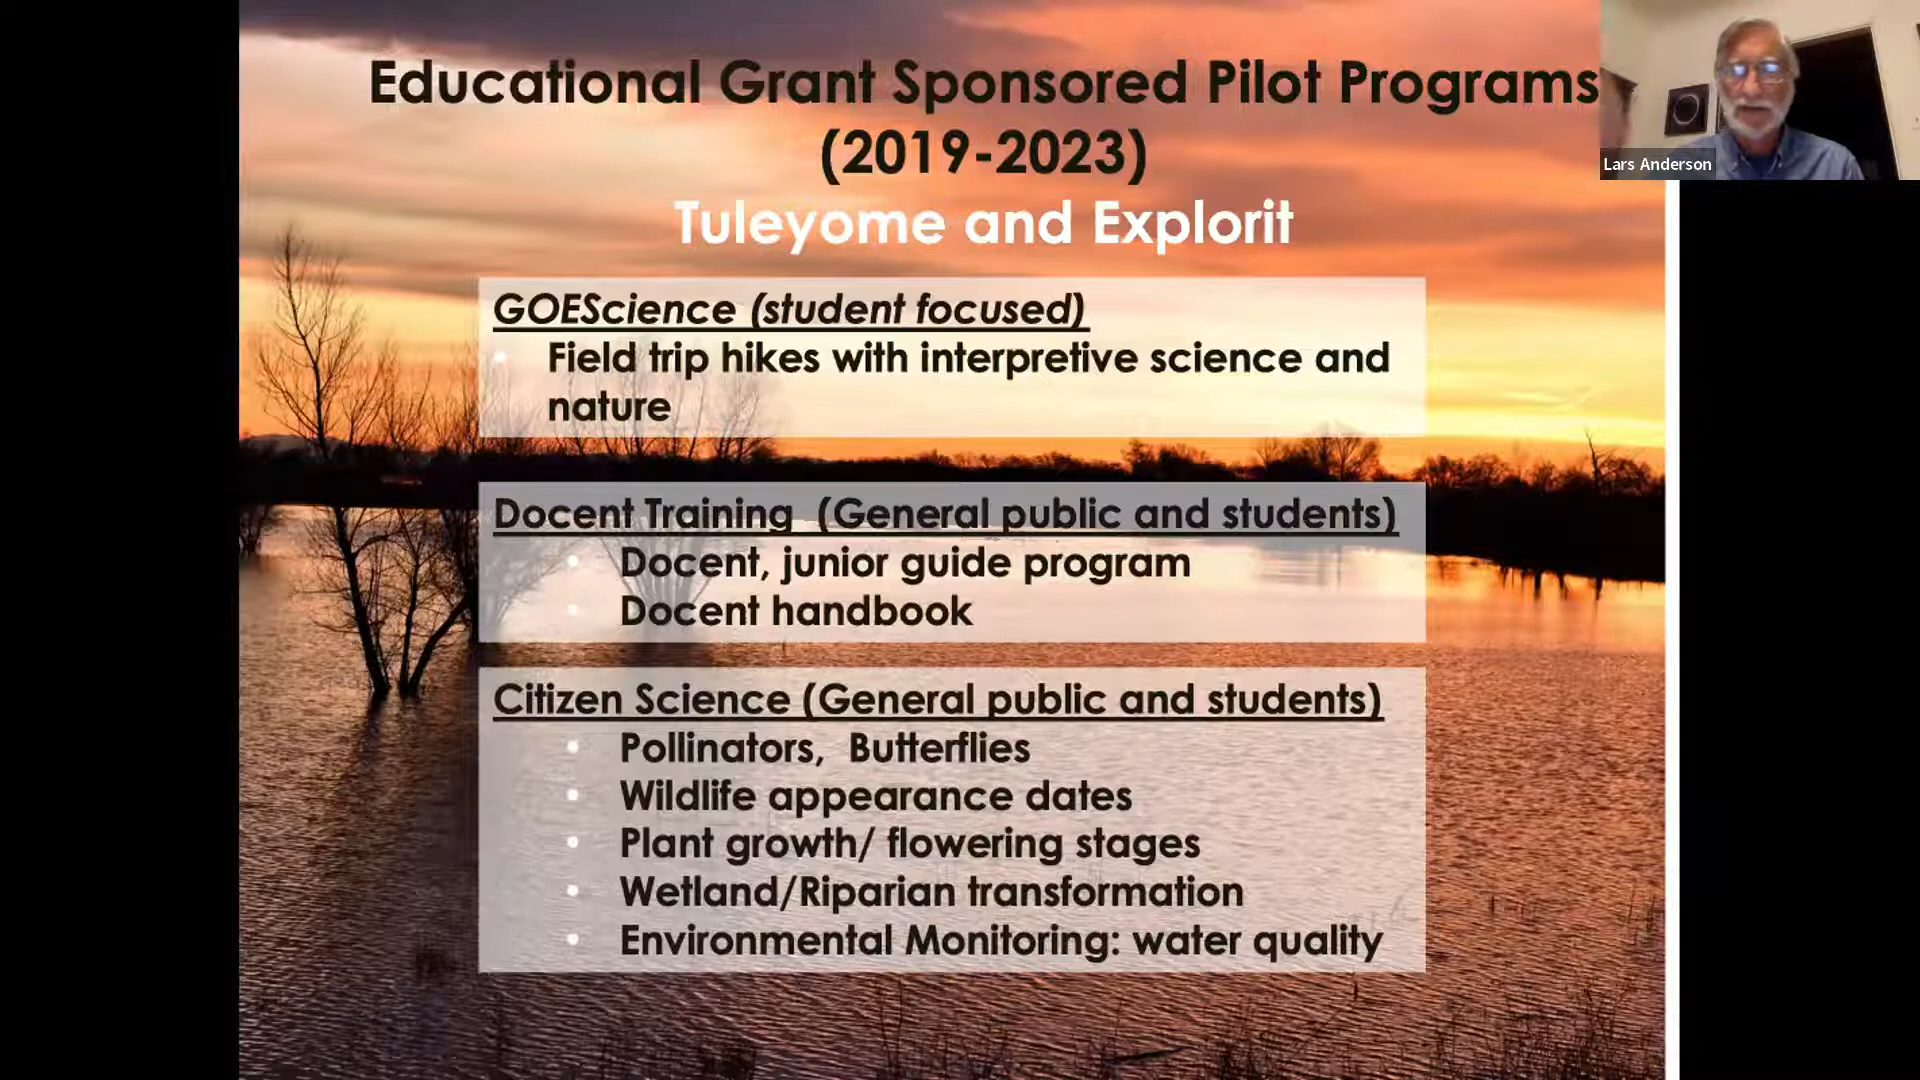 Educational Grant Sponsored Pilot Programs
(2019-2023)
Tuleyome and Explorit
Lars Anderson
GOEScience (student focused)
• Field trip hikes with interpretive science and
nature
Docent Training (General public and students)
• Docent, junior guide program
• Docent handbook
Citizen Science (General public and students)
• Pollinators, Butterflies
• Wildlife appearance dates
• Plant growth/ flowering stages
• Wetland/Riparian transformation
• Environmental Monitoring: water quality